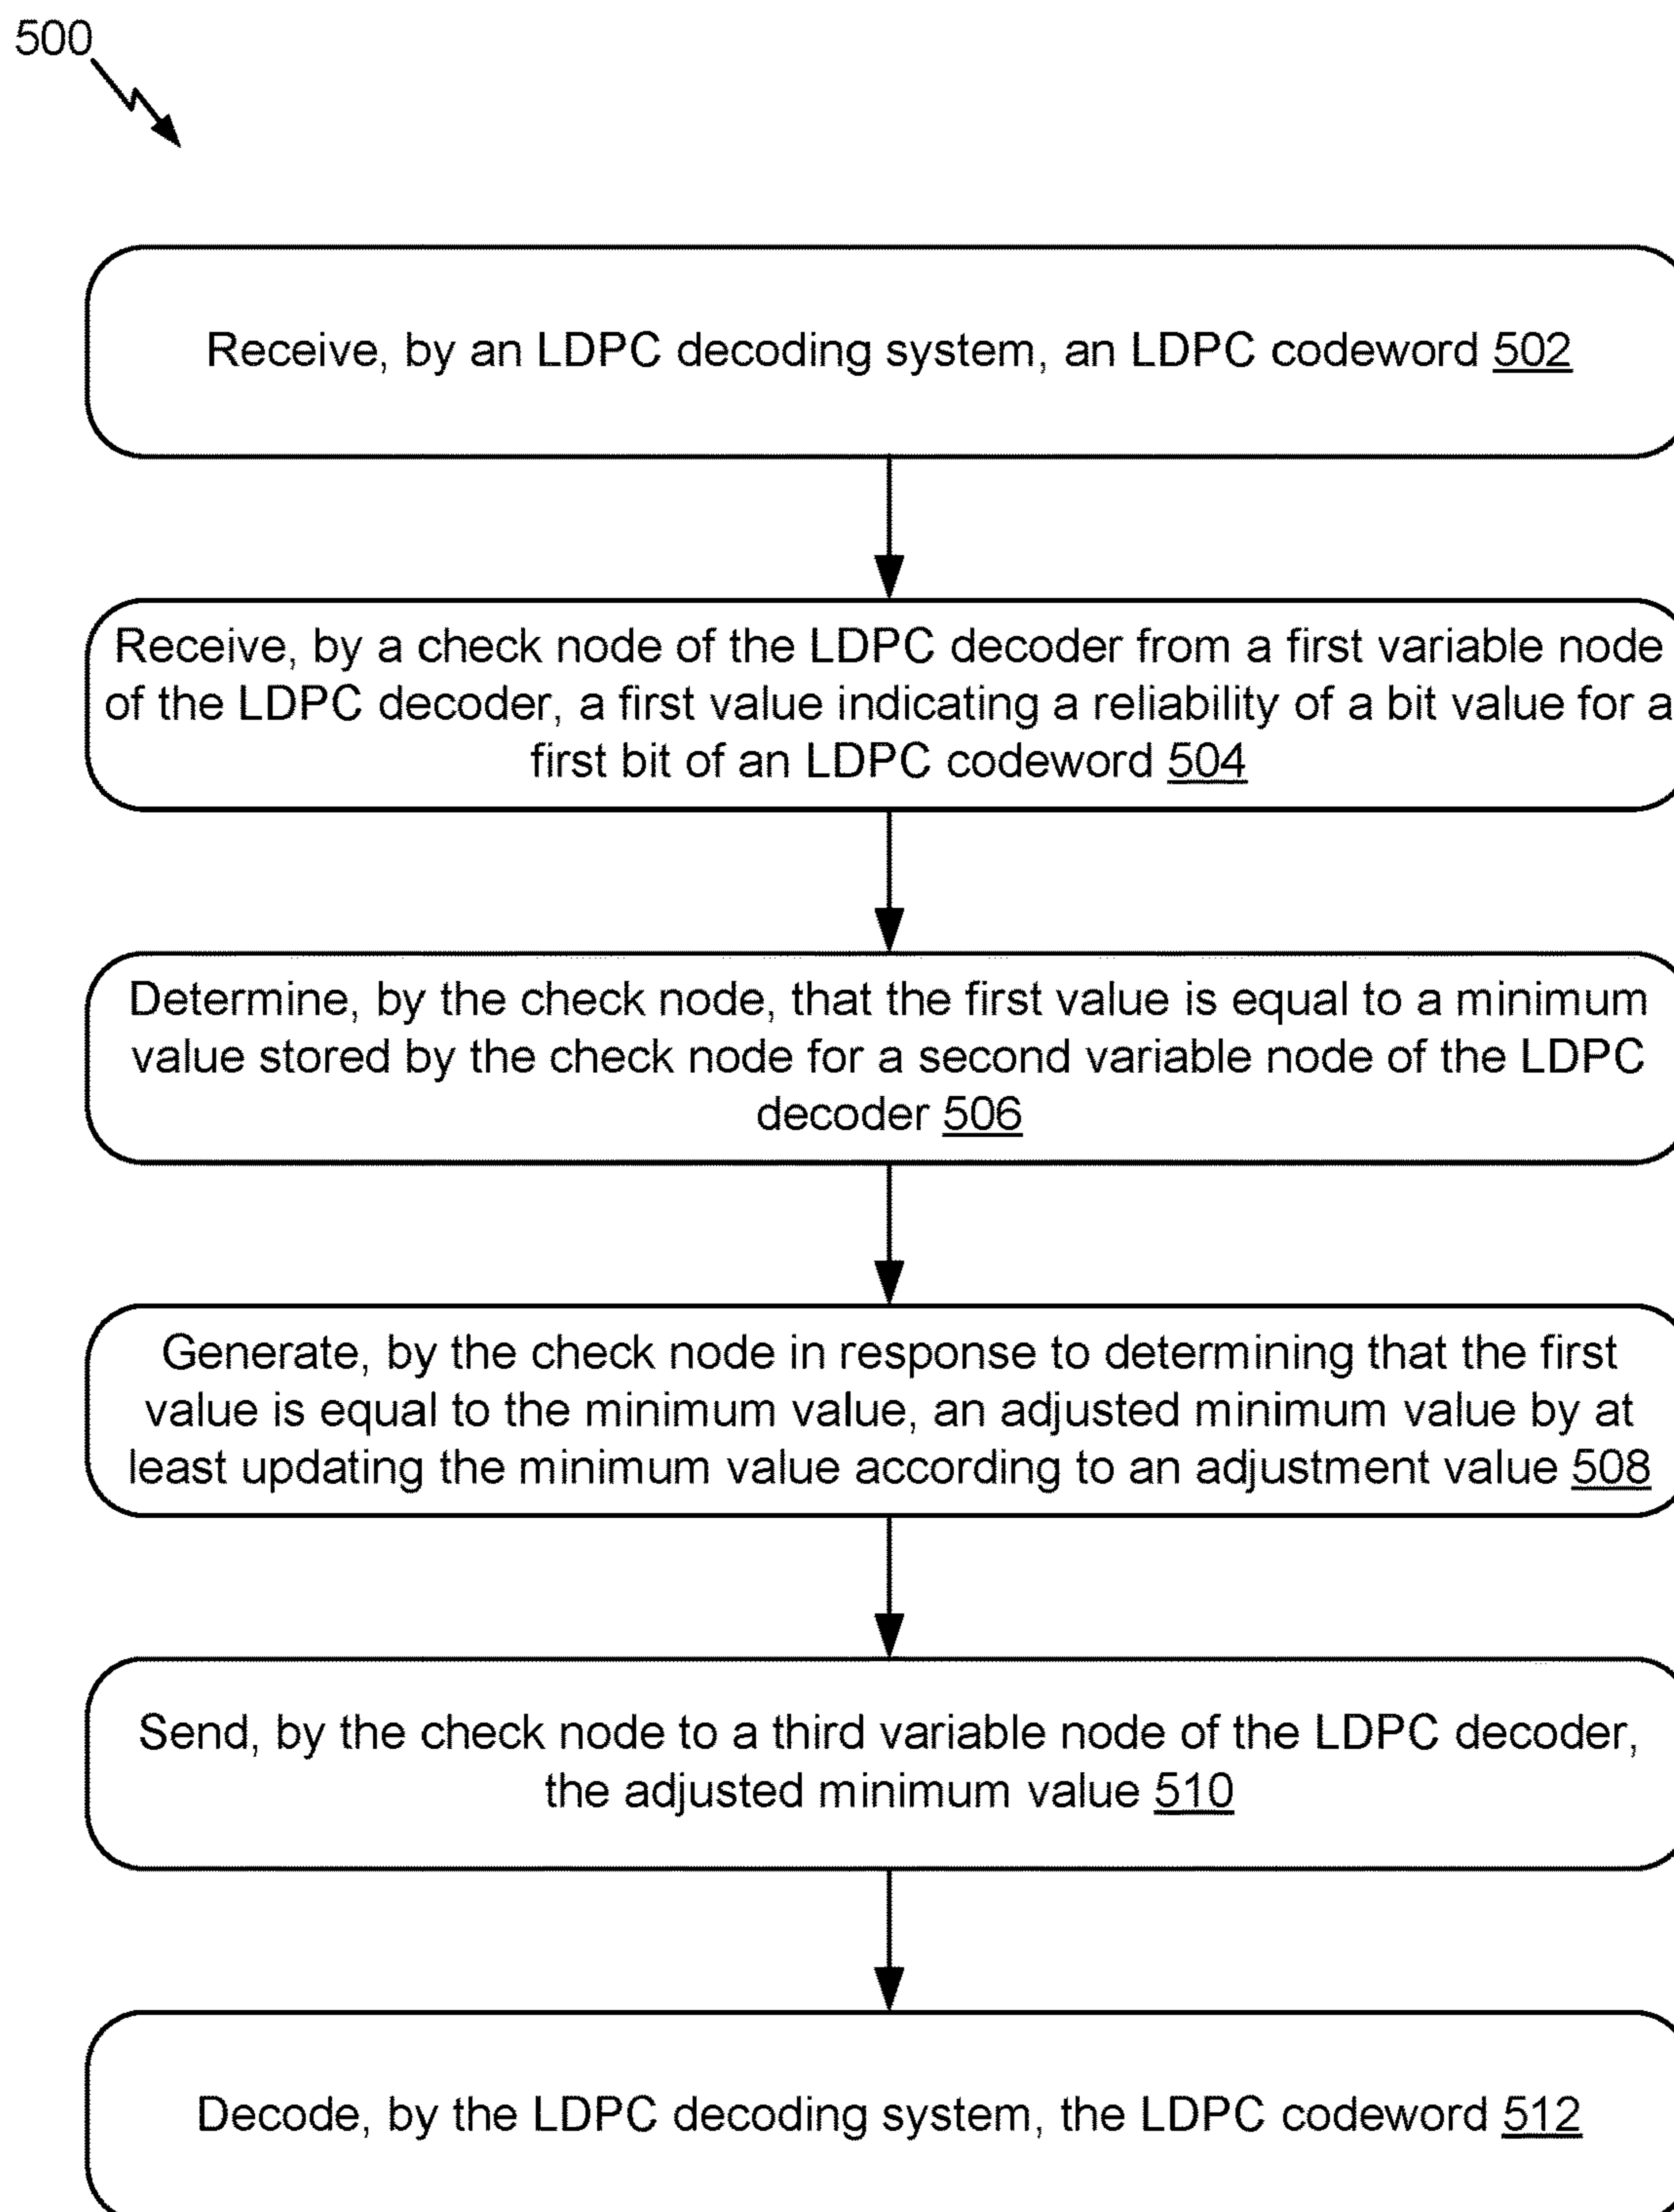 500
Receive, by an LDPC decoding system, an LDPC codeword 502
Receive, by a check node of the LDPC decoder from a first variable node
of the LDPC decoder, a first value indicating a reliability of a bit value for a
first bit of an LDPC codeword 504
Determine, by the check node, that the first value is equal to a minimum
value stored by the check node for a second variable node of the LDPC
decoder 506
Generate, by the check node in response to determining that the first
value is equal to the minimum value, an adjusted minimum value by at
least updating the minimum value according to an adjustment value 508
Send, by the check node to a third variable node of the LDPC decoder,
the adjusted minimum value 510
Decode, by the LDPC decoding system, the LDPC codeword 512